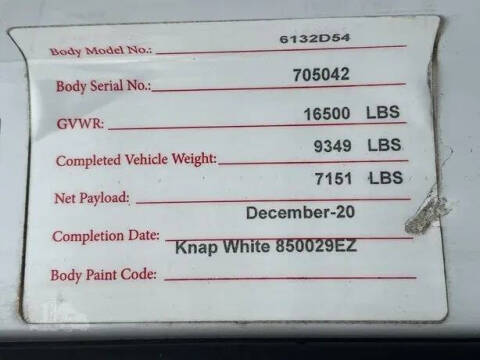 Body Model No.: 6132D54
Body Serial No.: 705042
GVWR: 16500 LBS
Completed Vehicle Weight: 9349 LBS
Net Payload: 7151 LBS
Completion Date: December-20
Body Paint Code: Knap White 850029EZ